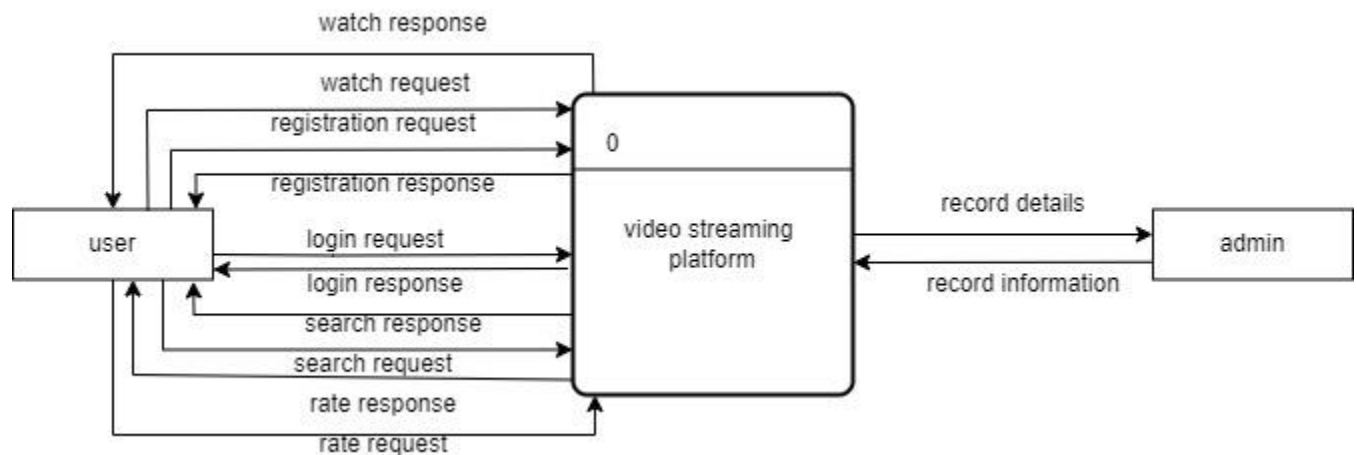 watch response
watch request
registration request
0
registration response
user
login request
video streaming
platform
record details
admin
login response
record information
search response
search request
rate response
rate request